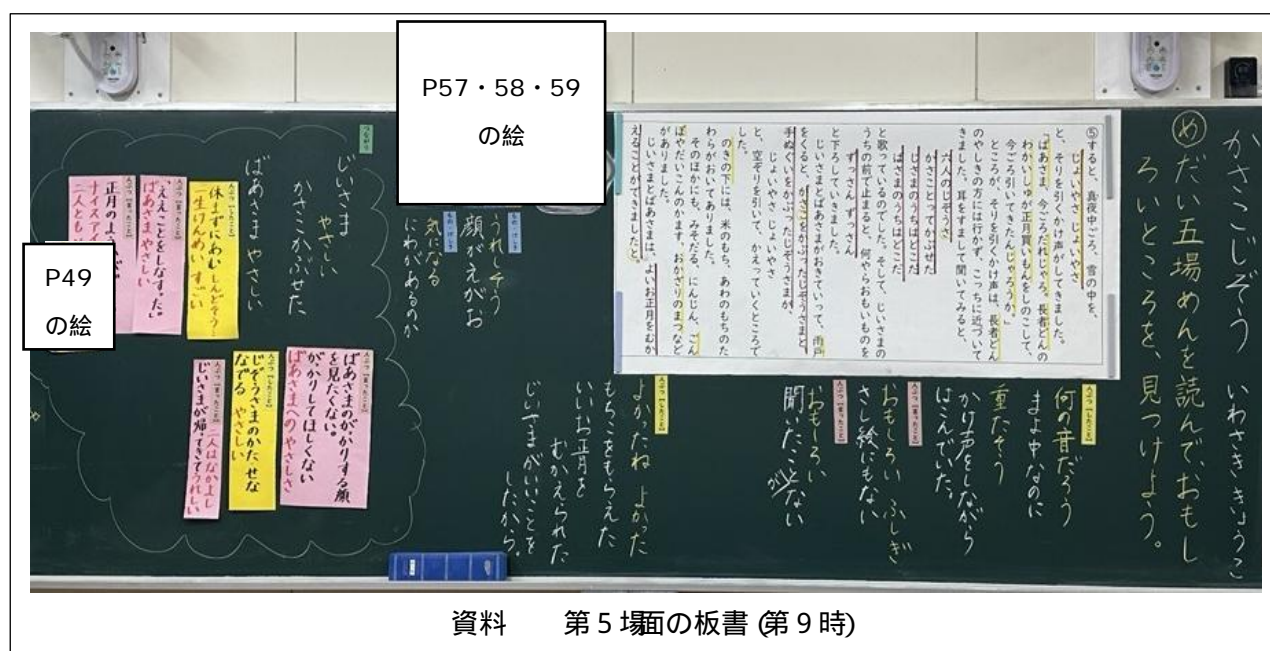 かさこじぞう　いわさききょうこ
め だい五場めんを読んで、おもし
ろいところを、見つけよう。
⑤すると、真夜中ごろ、雪の中を、
じょいやさ じょいやさ
と、そりを引くかけ声がしてきました。
「ばあさま、今ごろだれじゃろ。長者どんの
わかいしゅが正月買いもんをしのこして、
今ごろ引いてきたんじゃろうか。」
ところが、そりを引くかけ声は、長者どん
のやしきの方には行かず、こっちに近づいて
きました。耳をすまして聞いてみると、
六人のじぞうさ
かさことってかぶせた
じさまのうちはどこだ
ばさまのうちはどこだ
と歌っているのでした。そして、じいさまの
うちの前で止まると、何やらおもいものを
ずっさん ずっさん
と下ろしていきました。
じいさまとばあさまがおきていって、雨戸
をくると、かさこをかぶったじぞうさまと、
手ぬぐいをかぶったじぞうさまが、
じょいやさ じょいやさ
と、空ぞりを引いて、かえっていくところで
した。
のきの下には、米のもち、あわのもちのた
わらがおいてありました。
そのほかにも、みそだる、にんじん、ごん
ぼやだいこんのかます、おかざりのまつなど
がありました。
じいさまとばあさまは、よいお正月をむか
えることができましたと。
何の音だろう
まよ中なのに
重たそう
かけ声をしながら
はこんでいた。
おもしろい ふしぎ
さし絵にもない
おもしろい
聞いたことがない
よかったね よかった
もちこをもらえた
いいお正月を
むかえられた
じいさまがいいことを
したから。
P57・58・59
の絵
うれしそう
顔がえがお
気になる
にわがあるのか、
つながり
じいさま
やさしい
かさこかぶせた
ばあさま やさしい
休まずにあむ しんどそう…
一生けんめい すごい
「ええことをしなすった。」
ばあさまやさしい
二人とも
ばあさまのがっかりする顔
を見たくない。
がっかりしてほしくない
ばあさまへのやさしさ
じぞうさまのかたやせな
なでる やさしい
二人はなかよし
じいさまが帰ってきてうれしい
P49
の絵
資料　第５場面の板書(第９時)